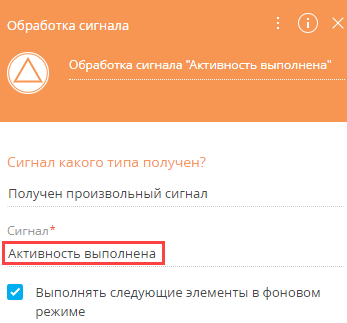 Обработка сигнала
Обработка сигнала "Активность выполнена"
Сигнал какого типа получен?
Получен произвольный сигнал
Сигнал*
Активность выполнена
Выполнять следующие элементы в фоновом
режиме